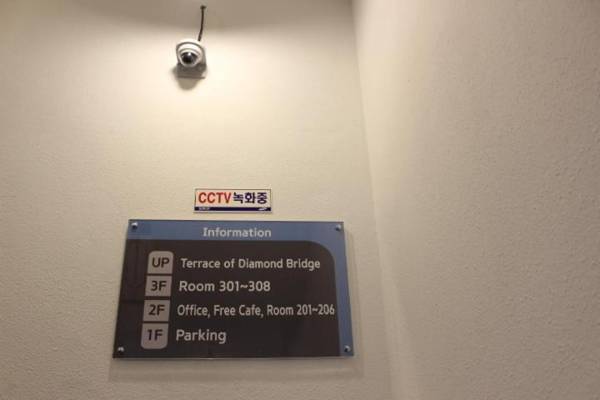 CCTV 녹화중
Information
UP Terrace of Diamond Bridge
3F Room 301~308
2F Office, Free Cafe, Room 201~206
1F Parking